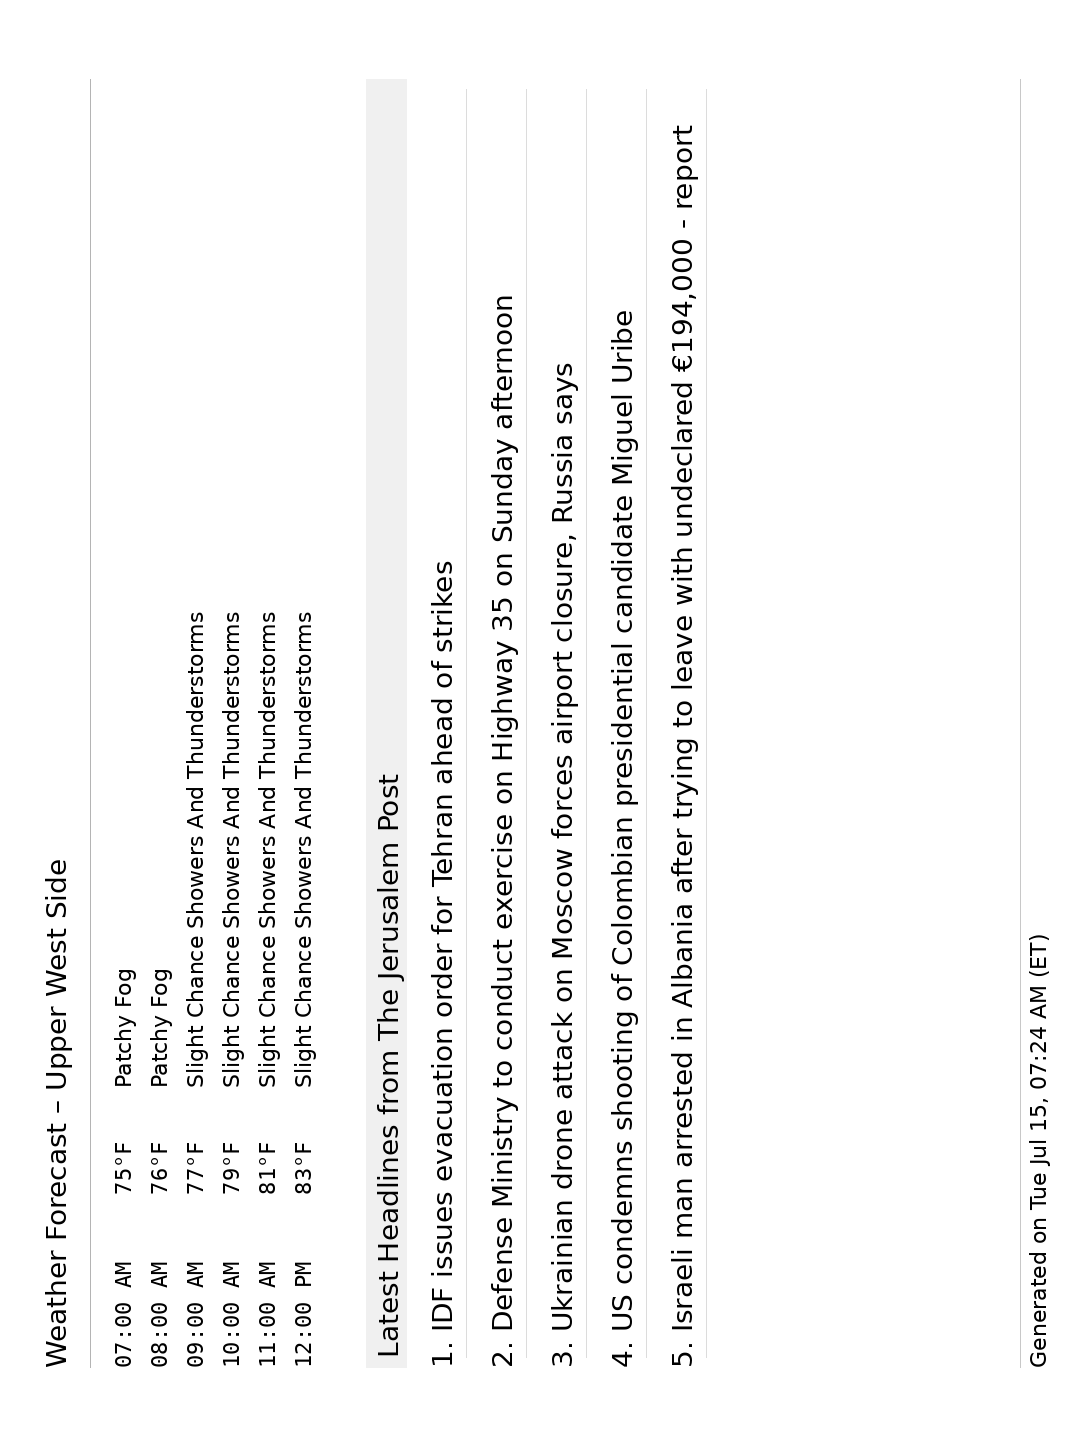 Weather Forecast – Upper West Side
07:00 AM 75°F Patchy Fog
08:00 AM 76°F Patchy Fog
09:00 AM 77°F Slight Chance Showers And Thunderstorms
10:00 AM 79°F Slight Chance Showers And Thunderstorms
11:00 AM 81°F Slight Chance Showers And Thunderstorms
12:00 PM 83°F Slight Chance Showers And Thunderstorms
Latest Headlines from The Jerusalem Post
1. IDF issues evacuation order for Tehran ahead of strikes
2. Defense Ministry to conduct exercise on Highway 35 on Sunday afternoon
3. Ukrainian drone attack on Moscow forces airport closure, Russia says
4. US condemns shooting of Colombian presidential candidate Miguel Uribe
5. Israeli man arrested in Albania after trying to leave with undeclared €194,000 - report
Generated on Tue Jul 15, 07:24 AM (ET)